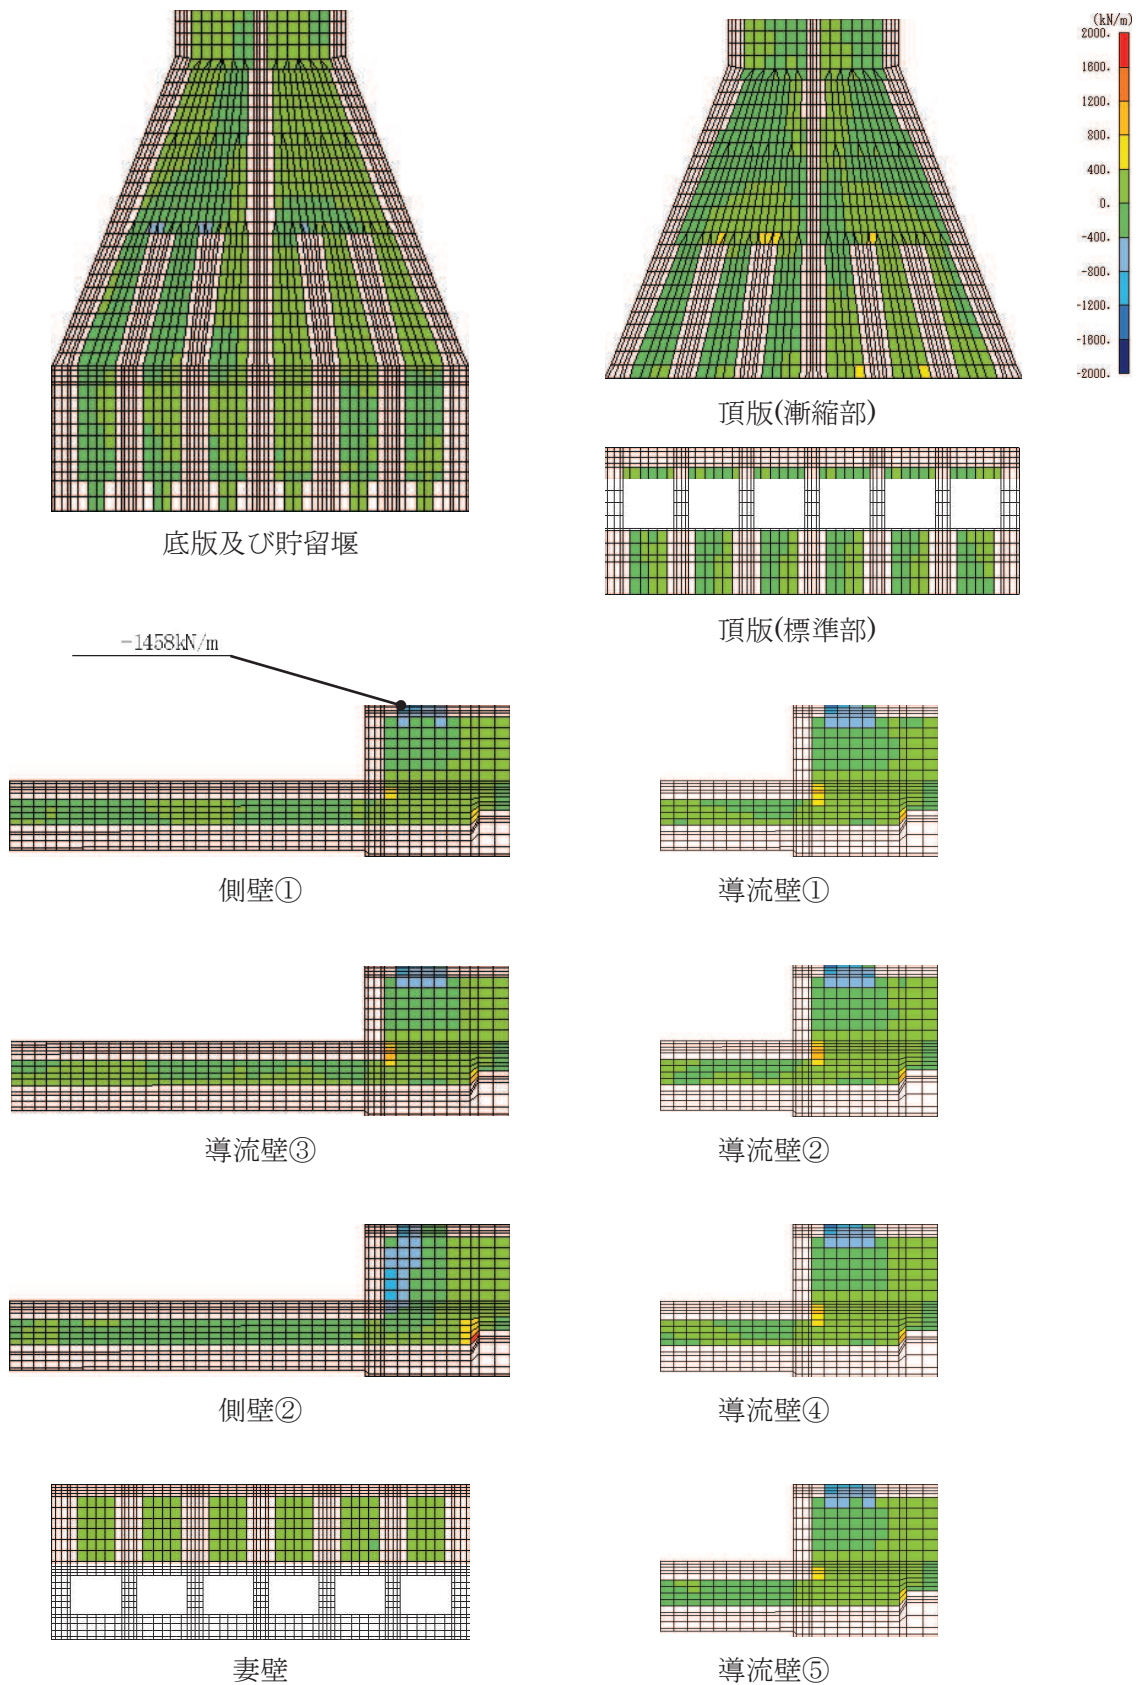 (kN/m)
2000.
1600.
1200.
800.
400.
0.
-400.
-800.
-1200.
-1600.
-2000.
頂版(漸縮部)
底版及び貯留堰
頂版(標準部)
-1458kN/m
側壁①
導流壁①
導流壁③
導流壁②
側壁②
導流壁④
妻壁
導流壁⑤